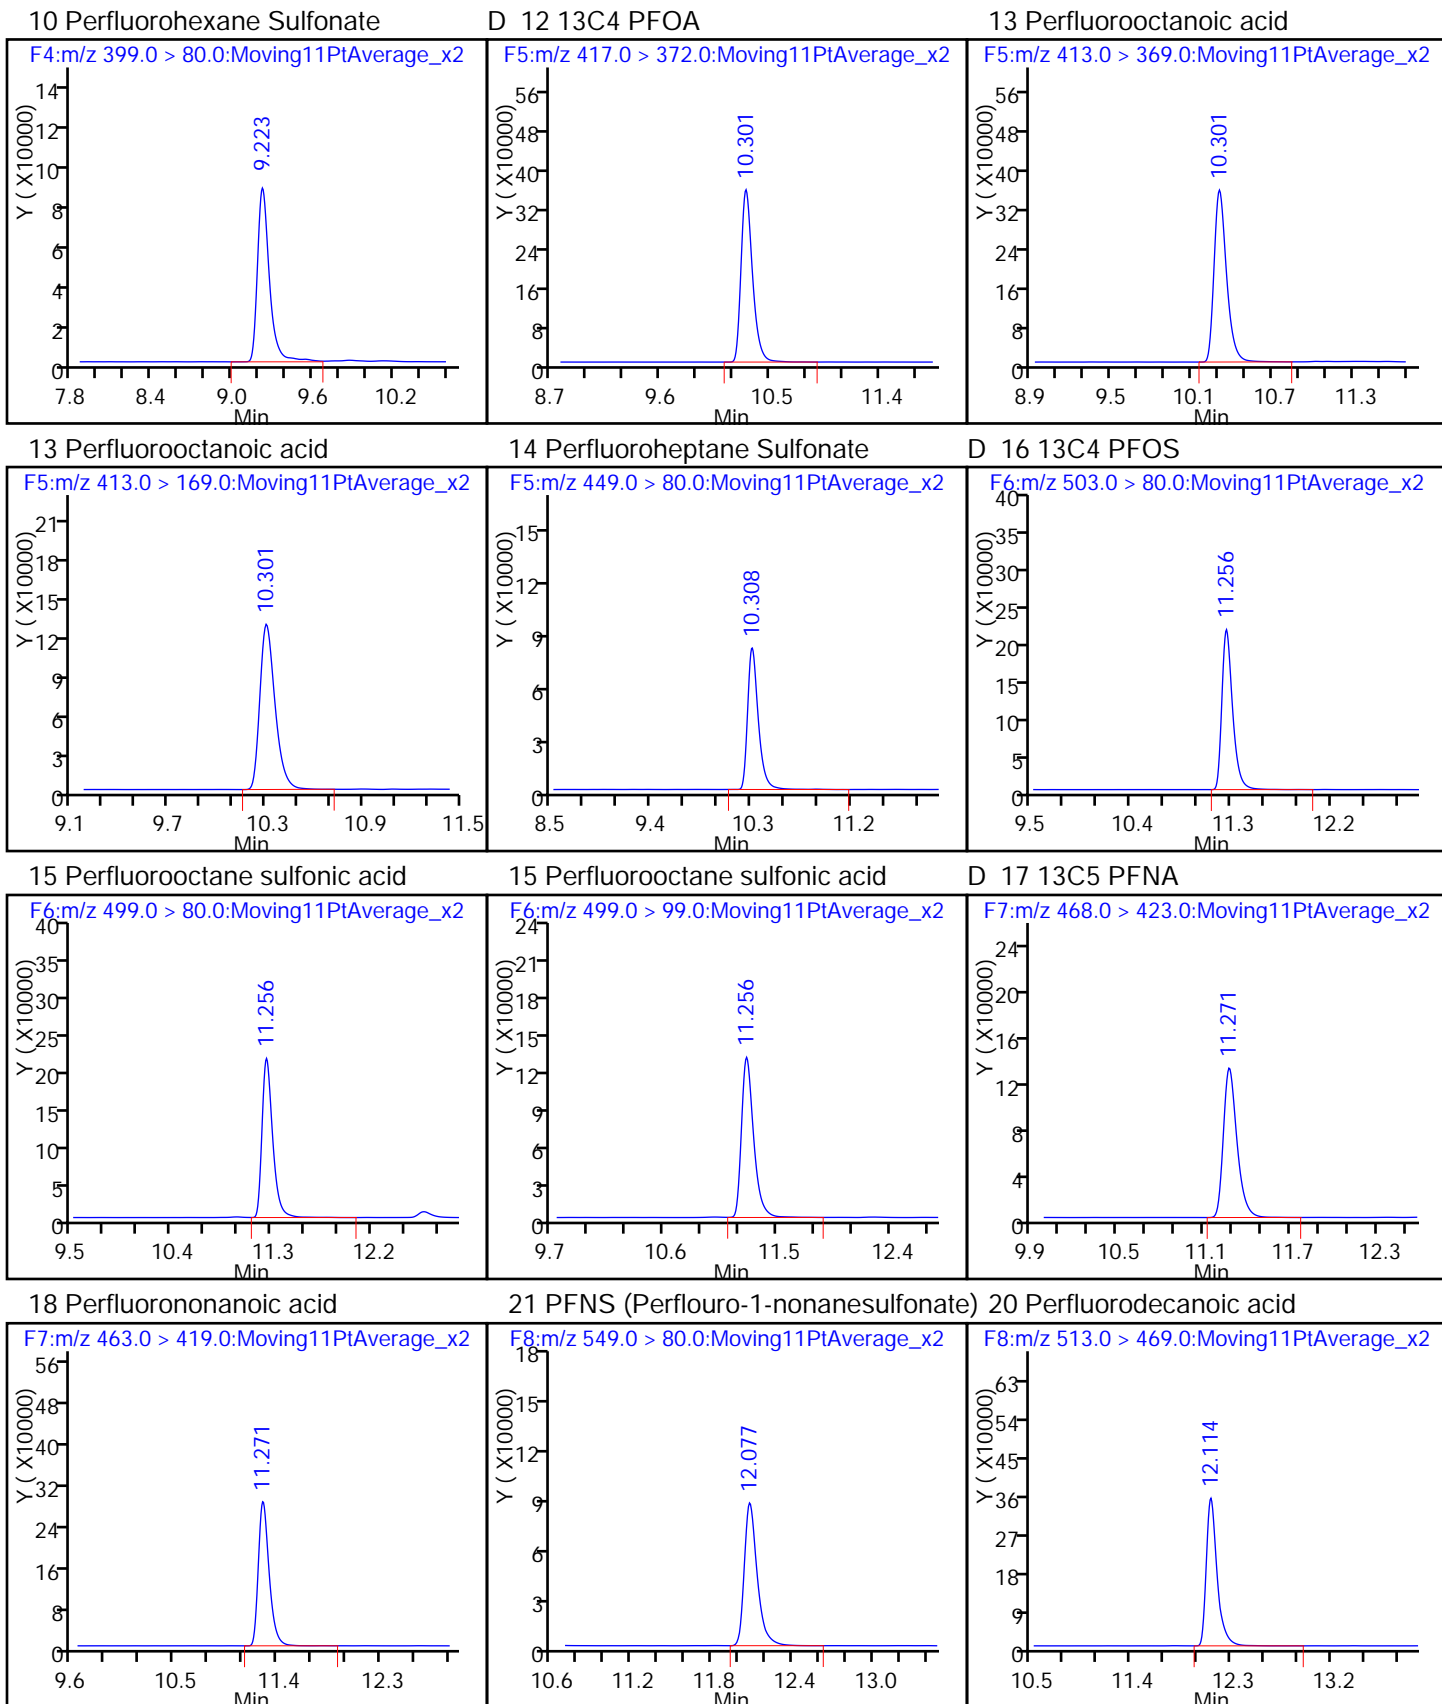 10 Perfluorohexane Sulfonate
F4:m/z 399.0 > 80.0:Moving11PtAverage_x2
Y ( X10000)
14
12
10
8
6
4
2
0
9.223
7.8 8.4 9.0 9.6 10.2
Min
D 12 13C4 PFOA
F5:m/z 417.0 > 372.0:Moving11PtAverage_x2
Y ( X10000)
56
48
40
32
24
16
8
0
10.301
8.7 9.6 10.5 11.4
Min
13 Perfluorooctanoic acid
F5:m/z 413.0 > 369.0:Moving11PtAverage_x2
Y ( X10000)
56
48
40
32
24
16
8
0
10.301
8.9 9.5 10.1 10.7 11.3
Min
13 Perfluorooctanoic acid
F5:m/z 413.0 > 169.0:Moving11PtAverage_x2
Y ( X10000)
21
18
15
12
9
6
3
0
10.301
9.1 9.7 10.3 10.9 11.5
Min
14 Perfluoroheptane Sulfonate
F5:m/z 449.0 > 80.0:Moving11PtAverage_x2
Y ( X10000)
15
12
9
6
3
0
10.308
8.5 9.4 10.3 11.2
Min
D 16 13C4 PFOS
F6:m/z 503.0 > 80.0:Moving11PtAverage_x2
Y ( X10000)
40
35
30
25
20
15
10
5
0
11.256
9.5 10.4 11.3 12.2
Min
15 Perfluorooctane sulfonic acid
F6:m/z 499.0 > 80.0:Moving11PtAverage_x2
Y ( X10000)
40
35
30
25
20
15
10
5
0
11.256
9.5 10.4 11.3 12.2
Min
15 Perfluorooctane sulfonic acid
F6:m/z 499.0 > 99.0:Moving11PtAverage_x2
Y ( X10000)
24
21
18
15
12
9
6
3
0
11.256
9.7 10.6 11.5 12.4
Min
D 17 13C5 PFNA
F7:m/z 468.0 > 423.0:Moving11PtAverage_x2
Y ( X10000)
24
20
16
12
8
4
0
11.271
9.9 10.5 11.1 11.7 12.3
Min
18 Perfluorononanoic acid
F7:m/z 463.0 > 419.0:Moving11PtAverage_x2
Y ( X10000)
56
48
40
32
24
16
8
0
11.271
9.6 10.5 11.4 12.3
Min
21 PFNS (Perflouro-1-nonanesulfonate)
F8:m/z 549.0 > 80.0:Moving11PtAverage_x2
Y ( X10000)
18
15
12
9
6
3
0
12.077
10.6 11.2 11.8 12.4 13.0
Min
20 Perfluorodecanoic acid
F8:m/z 513.0 > 469.0:Moving11PtAverage_x2
Y ( X10000)
63
54
45
36
27
18
9
0
12.114
10.5 11.4 12.3 13.2
Min